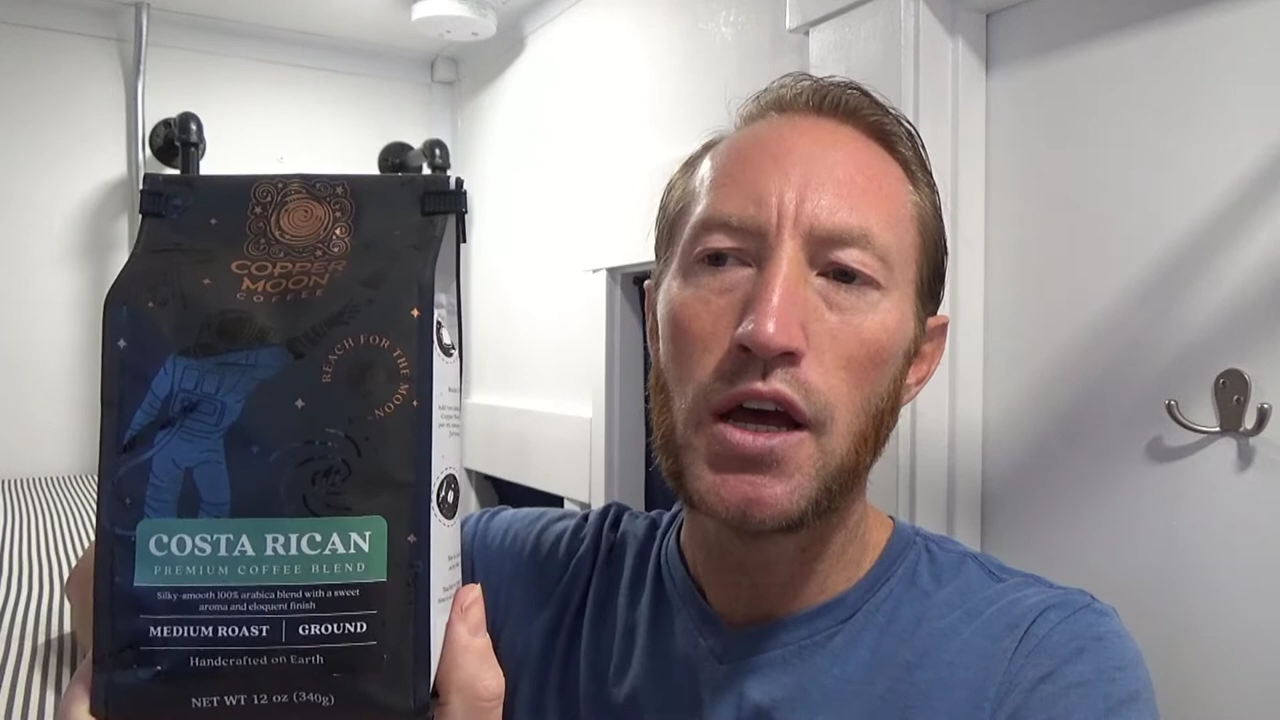 COPPER
MOON
COFFEE
REACH FOR THE MOON
COSTA RICAN
PREMIUM COFFEE BLEND
Silky-smooth 100% arabica blend with a sweet
aroma and eloquent finish
MEDIUM ROAST | GROUND
Handcrafted on Earth
NET WT 12 oz (340g)